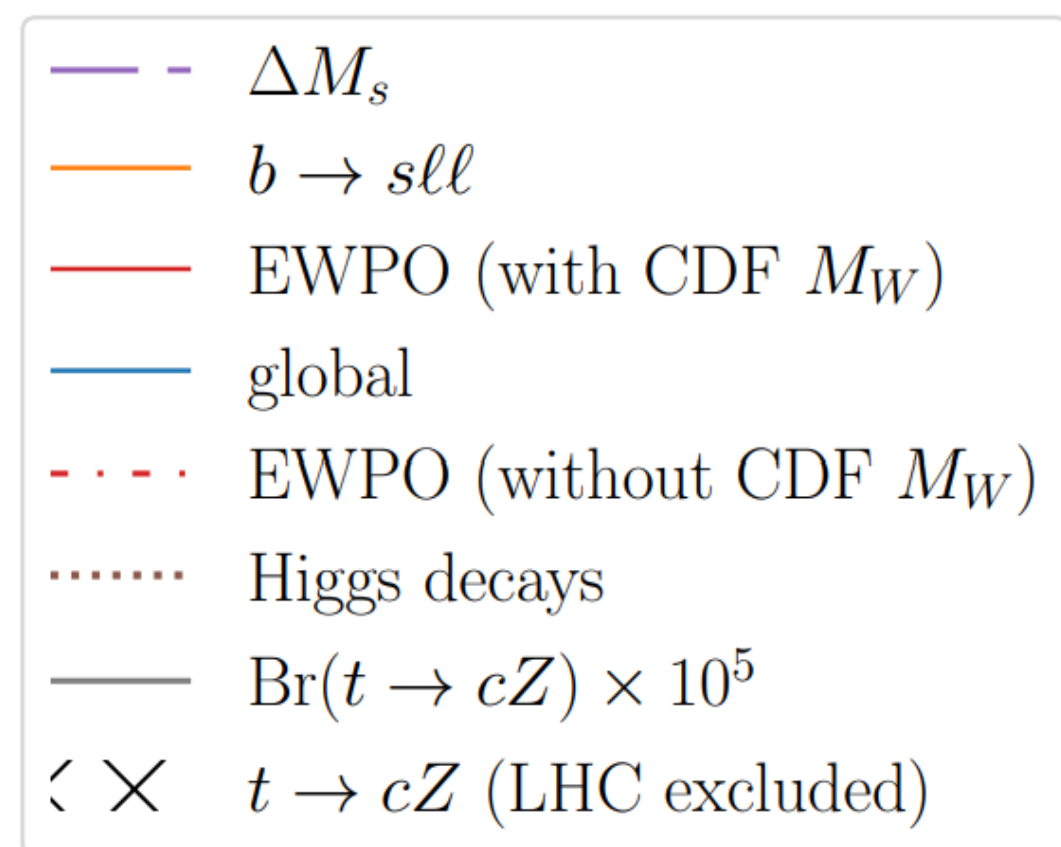 ΔM_s
b → sℓℓ
EWPO (with CDF M_W)
global
EWPO (without CDF M_W)
Higgs decays
Br(t → cZ) × 10^5
t → cZ (LHC excluded)